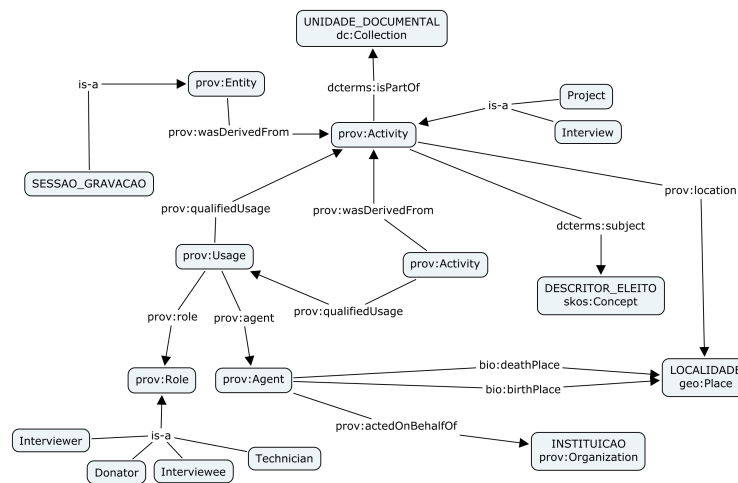 UNIDADE_DOCUMENTAL
dc:Collection
is-a
prov:Entity
dcterms:isPartOf
Project
is-a
prov:wasDerivedFrom
prov:Activity
Interview
SESSAO_GRAVACAO
prov:location
prov:qualifiedUsage
prov:wasDerivedFrom
dcterms:subject
prov:Usage
prov:Activity
DESCRITOR_ELEITO
skos:Concept
prov:role
prov:agent
prov:qualifiedUsage
bio:deathPlace
LOCALIDADE
geo:Place
prov:Role
prov:Agent
bio:birthPlace
prov:actedOnBehalfOf
Interviewer
is-a
INSTITUICAO
prov:Organization
Donator
Interviewee
Technician